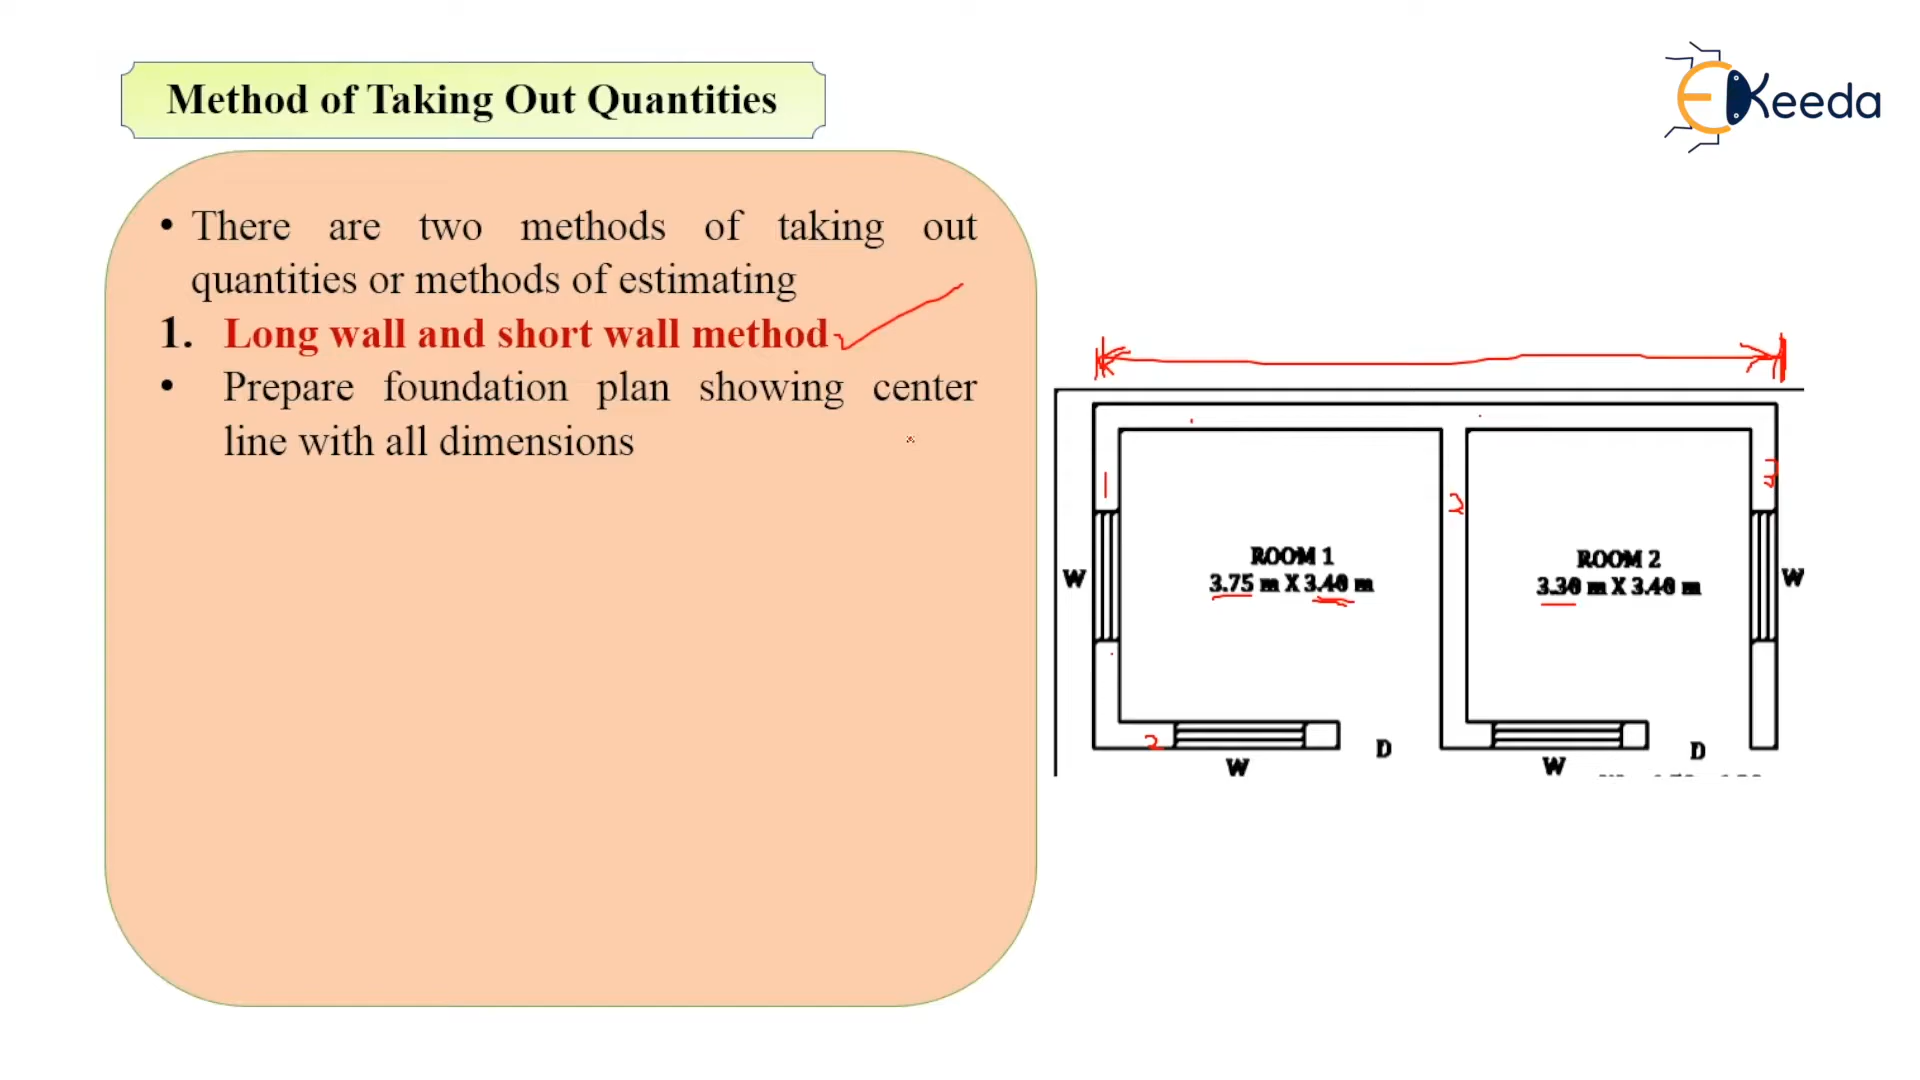 Method of Taking Out Quantities
EKeeda
• There are two methods of taking out
quantities or methods of estimating
1. Long wall and short wall method
• Prepare foundation plan showing center
line with all dimensions
1
2
3
ROOM 1
3.75 m X 3.40 m
ROOM 2
3.30 m X 3.40 m
W
W
2
D
D
W
W